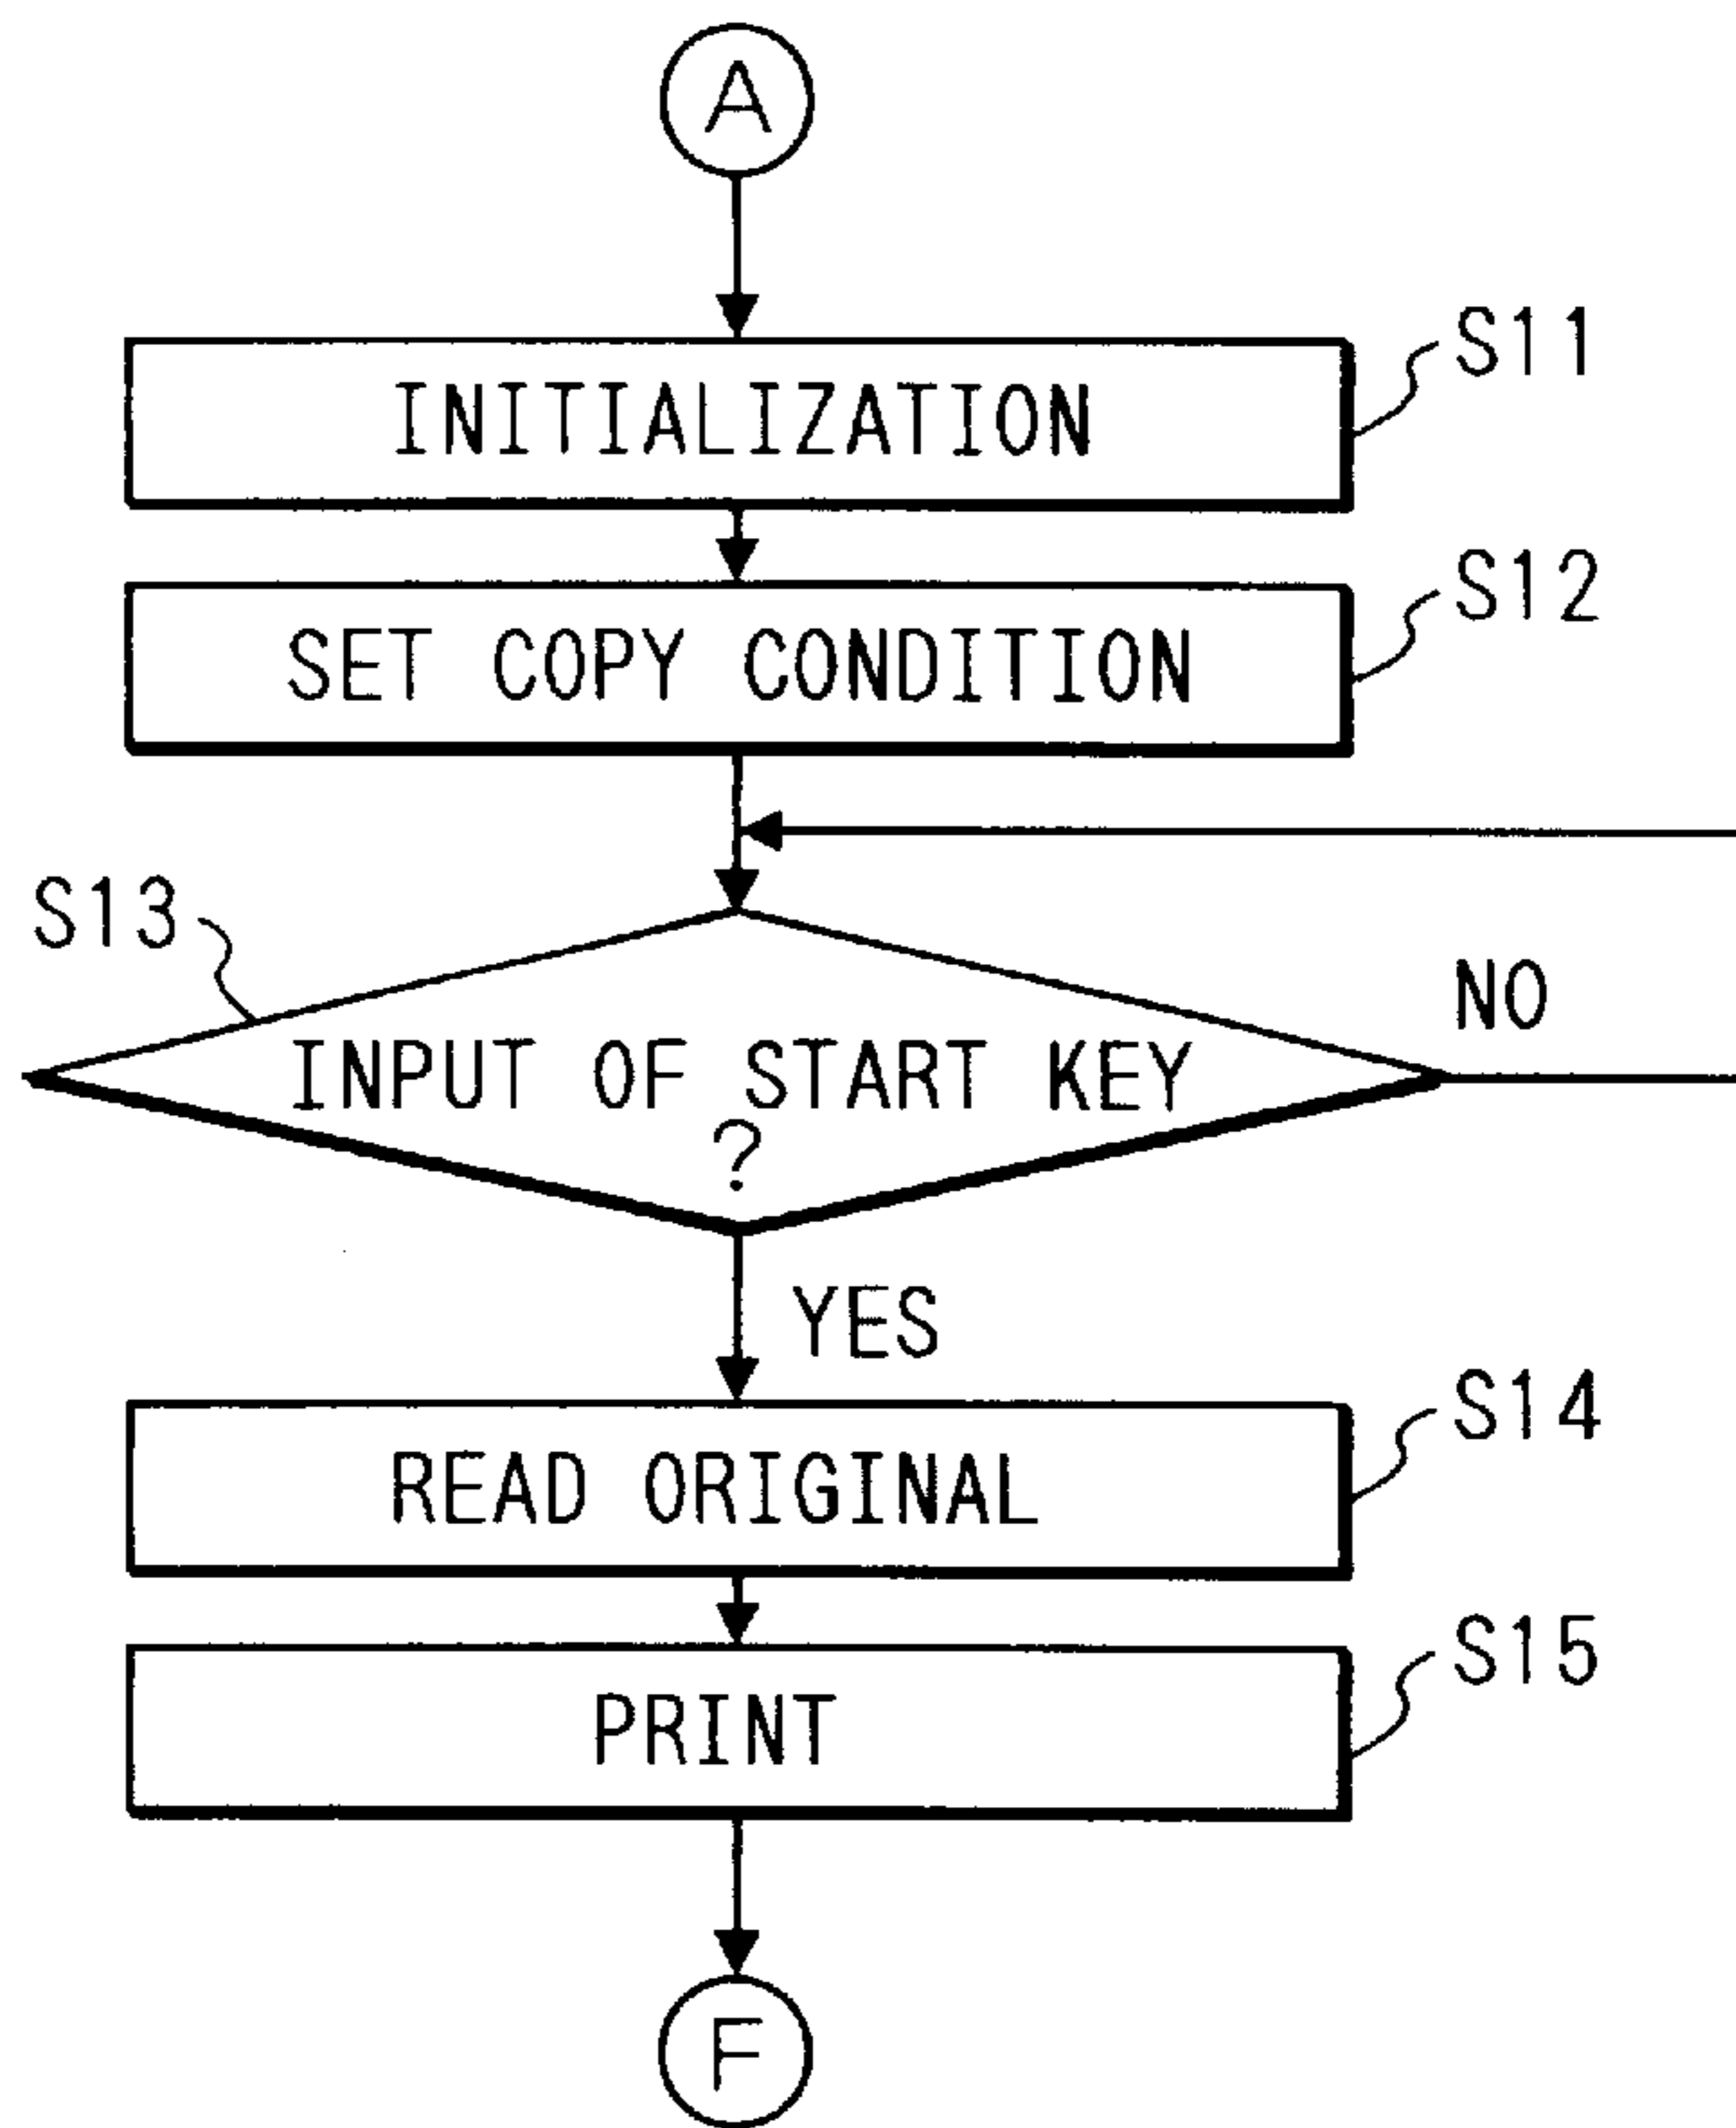 A
INITIALIZATION
S11
SET COPY CONDITION
S12
S13
INPUT OF START KEY
?
NO
YES
READ ORIGINAL
S14
PRINT
S15
F